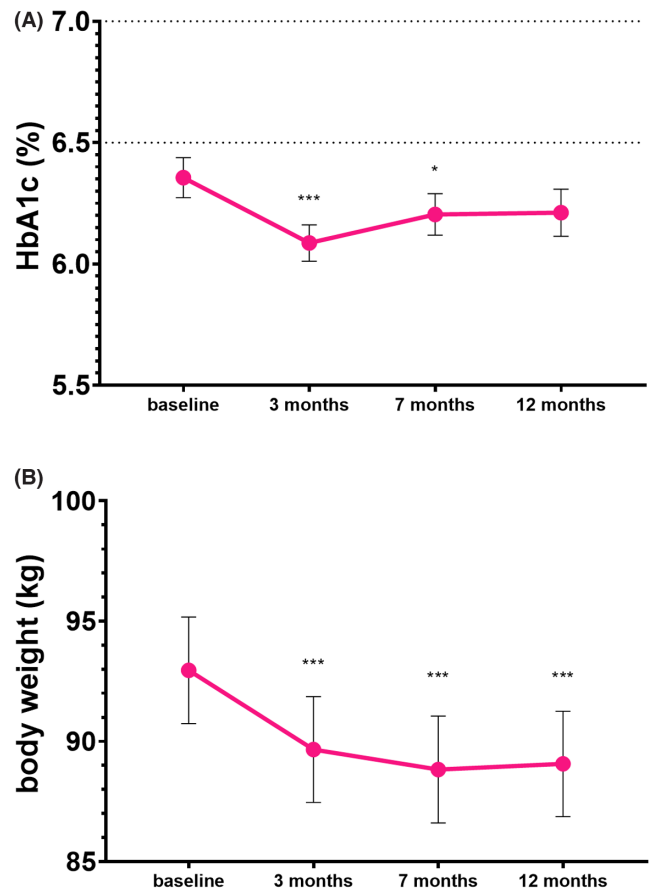 (A)
7.0
6.5
6.0
5.5
HbA1c (%)
***
*
baseline 3 months 7 months 12 months
(B)
100
95
90
85
body weight (kg)
*** *** ***
baseline 3 months 7 months 12 months